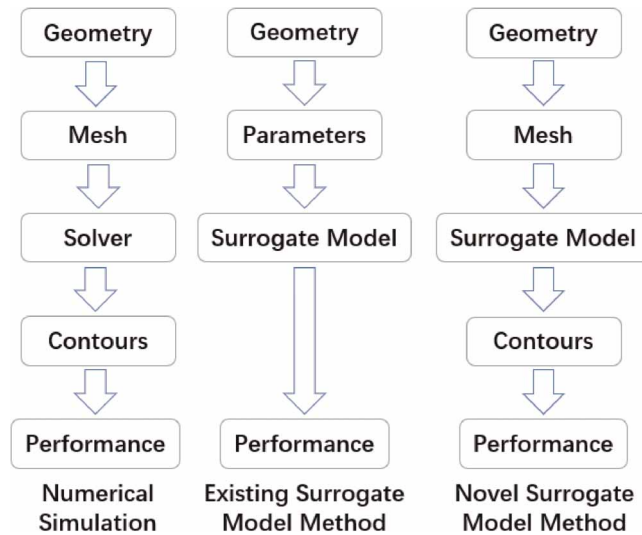 Geometry
Mesh
Solver
Contours
Performance
Numerical
Simulation
Geometry
Parameters
Surrogate Model
Performance
Existing Surrogate
Model Method
Geometry
Mesh
Surrogate Model
Contours
Performance
Novel Surrogate
Model Method